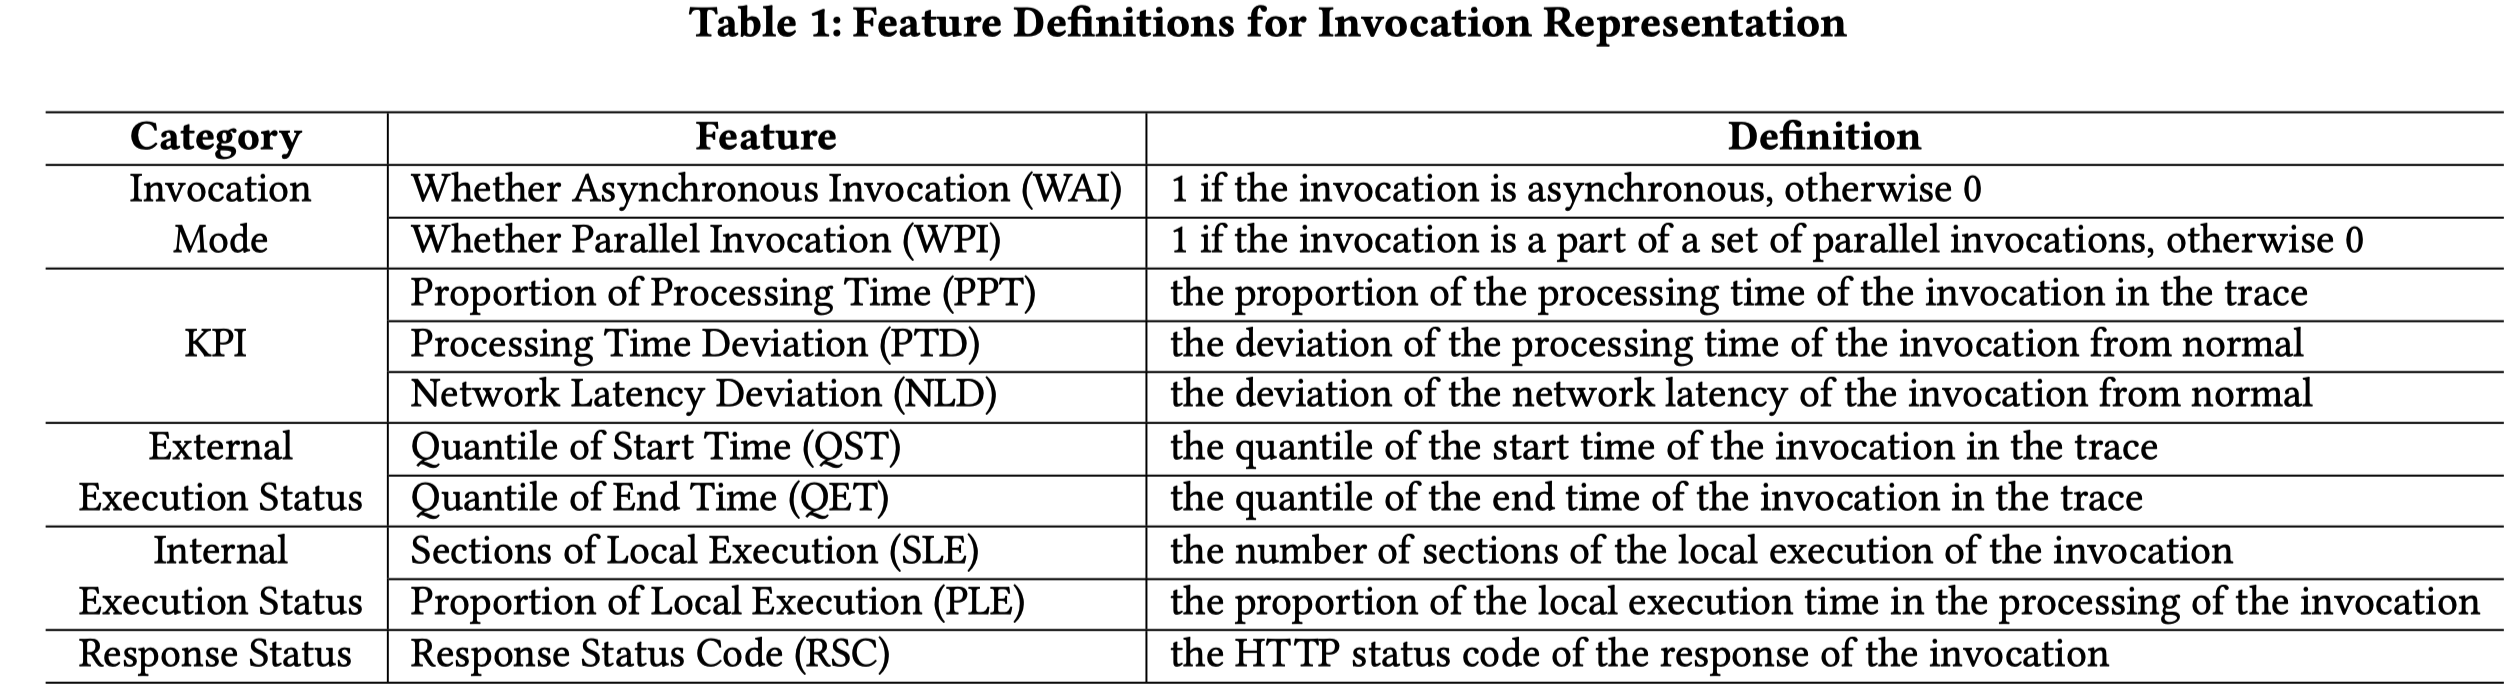 Table 1: Feature Definitions for Invocation Representation
Category Feature Definition
Invocation Whether Asynchronous Invocation (WAI) 1 if the invocation is asynchronous, otherwise 0
Mode Whether Parallel Invocation (WPI) 1 if the invocation is a part of a set of parallel invocations, otherwise 0
Proportion of Processing Time (PPT) the proportion of the processing time of the invocation in the trace
KPI Processing Time Deviation (PTD) the deviation of the processing time of the invocation from normal
Network Latency Deviation (NLD) the deviation of the network latency of the invocation from normal
External Quantile of Start Time (QST) the quantile of the start time of the invocation in the trace
Execution Status Quantile of End Time (QET) the quantile of the end time of the invocation in the trace
Internal Sections of Local Execution (SLE) the number of sections of the local execution of the invocation
Execution Status Proportion of Local Execution (PLE) the proportion of the local execution time in the processing of the invocation
Response Status Response Status Code (RSC) the HTTP status code of the response of the invocation